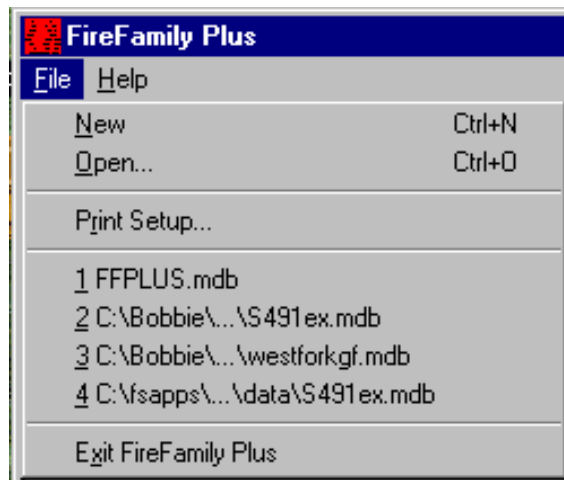 FireFamily Plus
File Help
New Ctrl+N
Open... Ctrl+O
Print Setup...
1 FFPLUS.mdb
2 C:\Bobbie\...\S491ex.mdb
3 C:\Bobbie\...\westforkgf.mdb
4 C:\fsapps\...\data\S491ex.mdb
Exit FireFamily Plus